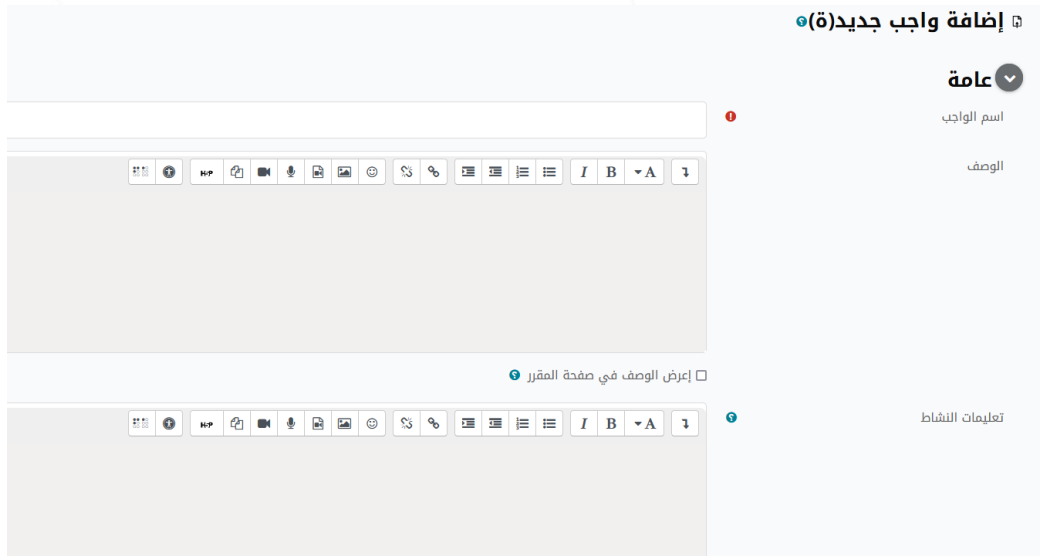 إضافة واجب جديد(ة)
عامة
اسم الواجب
الوصف
A B I
H-P
إعرض الوصف في صفحة المقرر
تعليمات النشاط
A B I
H-P